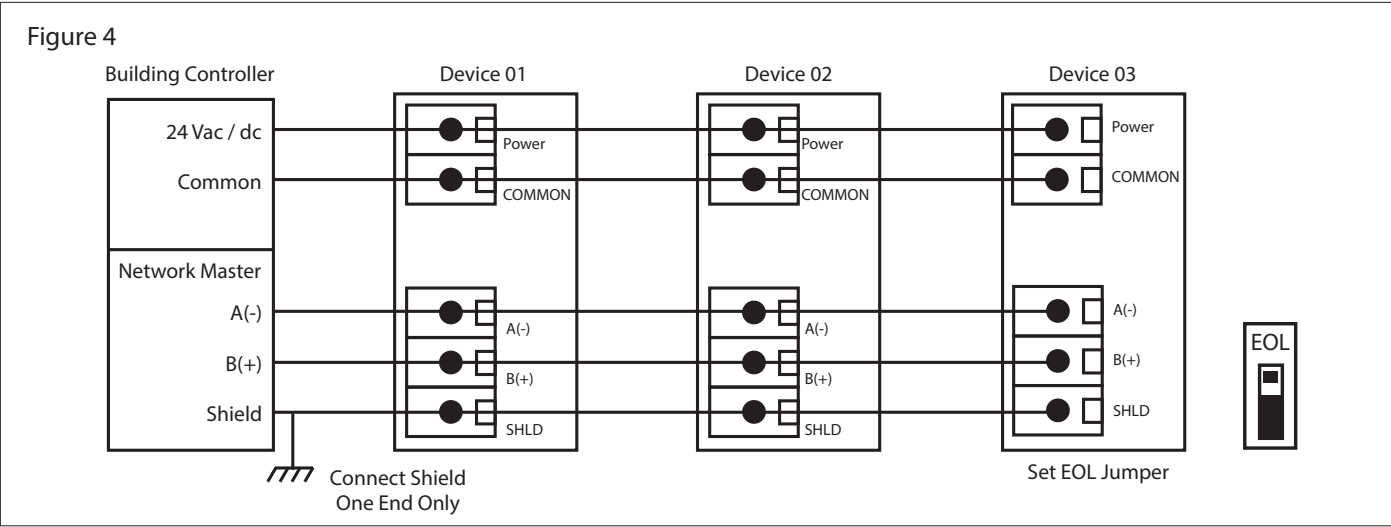 Figure 4
Building Controller
Device 01
Device 02
Device 03
24 Vac / dc
Common
Power
COMMON
Power
COMMON
Power
COMMON
Network Master
A(-)
B(+)
Shield
A(-)
B(+)
SHLD
A(-)
B(+)
SHLD
A(-)
B(+)
SHLD
EOL
Connect Shield
One End Only
Set EOL Jumper